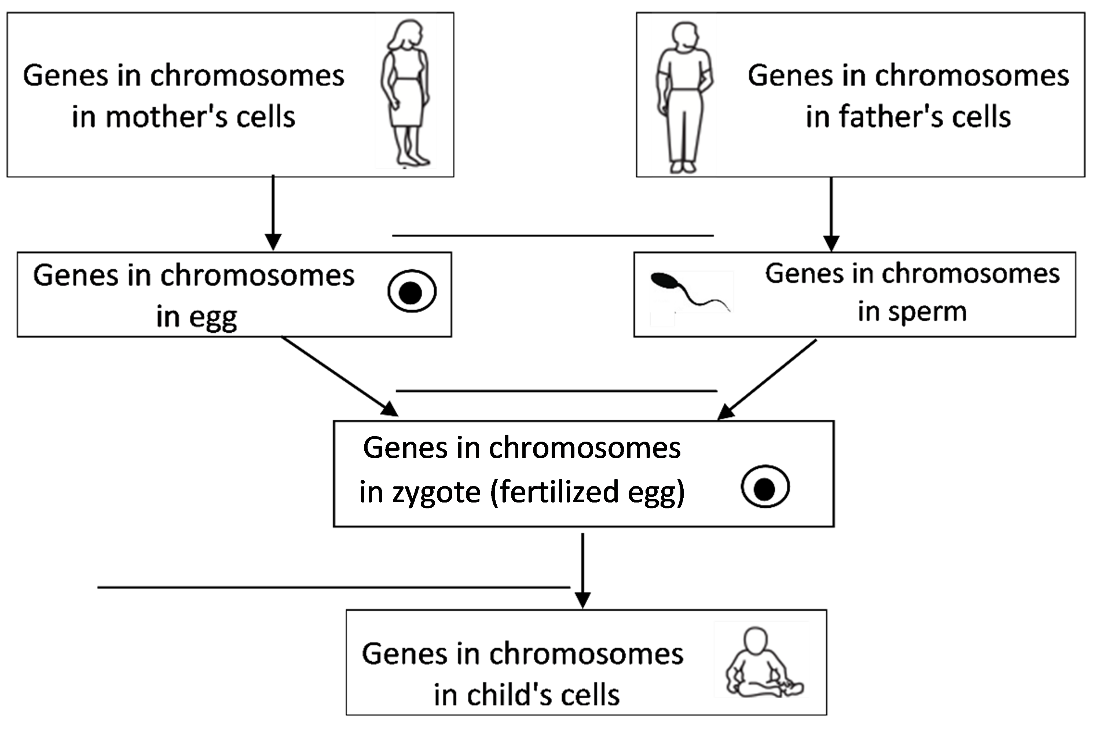 Genes in chromosomes
in mother's cells
Genes in chromosomes
in father's cells
Genes in chromosomes
in egg
Genes in chromosomes
in sperm
Genes in chromosomes
in zygote (fertilized egg)
Genes in chromosomes
in child's cells